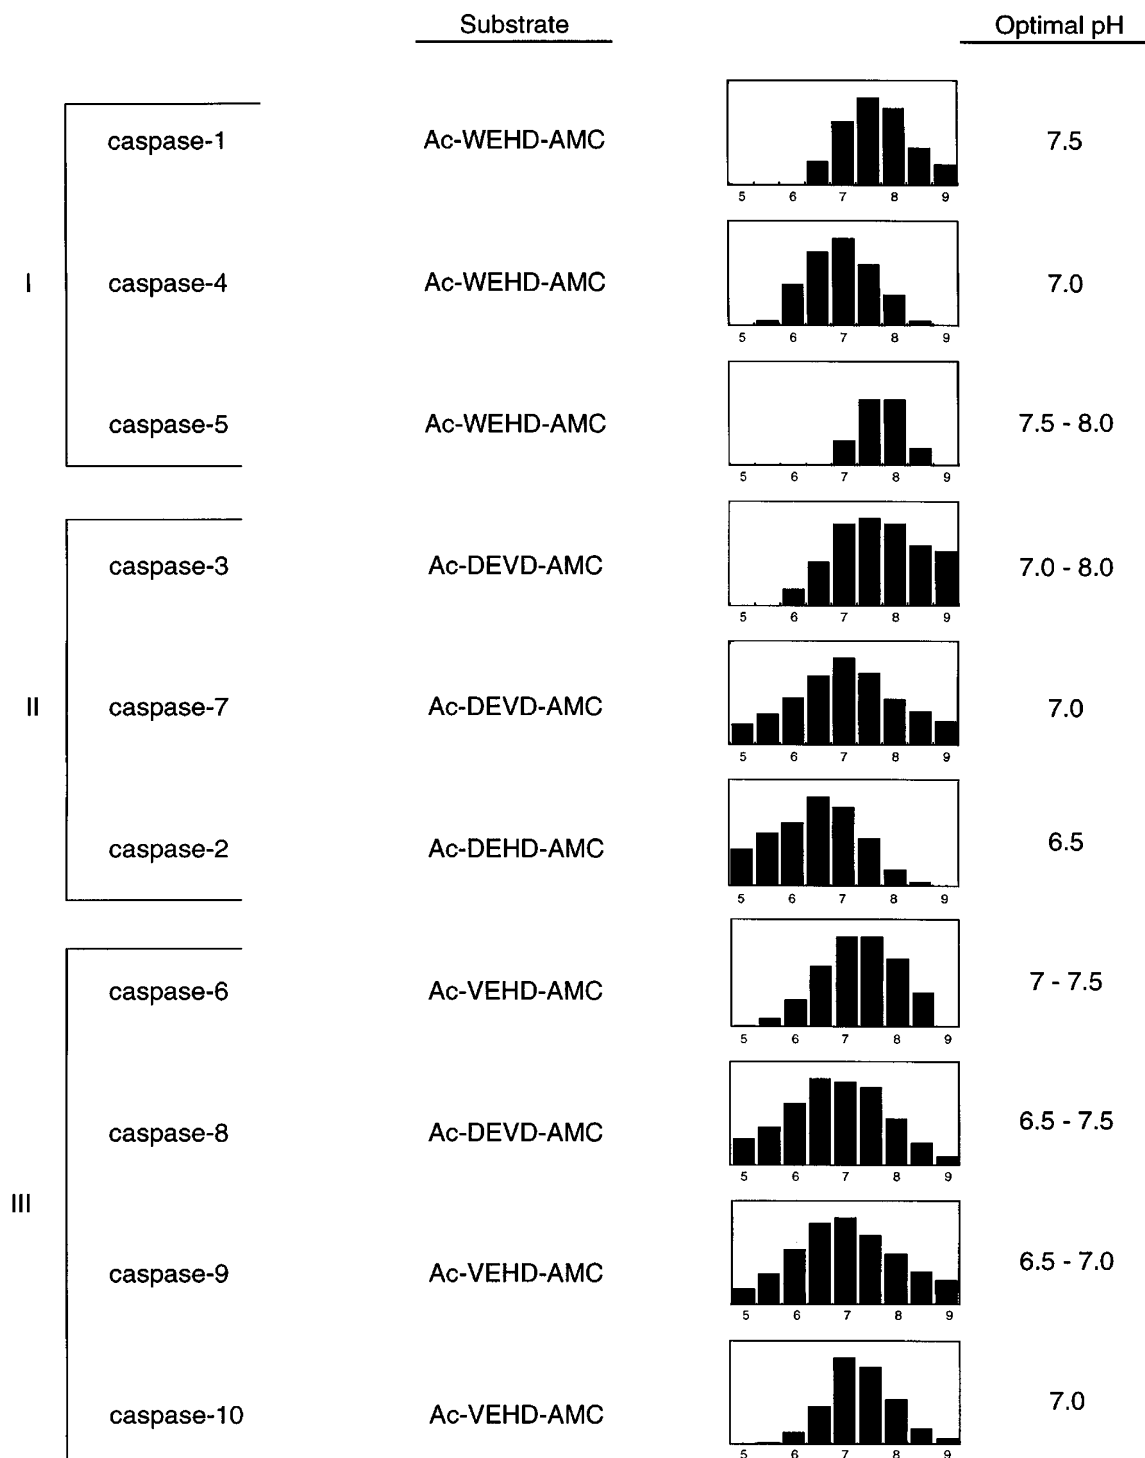 Substrate Optimal pH
caspase-1 Ac-WEHD-AMC 7.5
5 6 7 8 9
I caspase-4 Ac-WEHD-AMC 7.0
5 6 7 8 9
caspase-5 Ac-WEHD-AMC 7.5 - 8.0
5 6 7 8 9
caspase-3 Ac-DEVD-AMC 7.0 - 8.0
5 6 7 8 9
II caspase-7 Ac-DEVD-AMC 7.0
5 6 7 8 9
caspase-2 Ac-DEHD-AMC 6.5
5 6 7 8 9
caspase-6 Ac-VEHD-AMC 7 - 7.5
5 6 7 8 9
caspase-8 Ac-DEVD-AMC 6.5 - 7.5
5 6 7 8 9
III
caspase-9 Ac-VEHD-AMC 6.5 - 7.0
5 6 7 8 9
caspase-10 Ac-VEHD-AMC 7.0
5 6 7 8 9